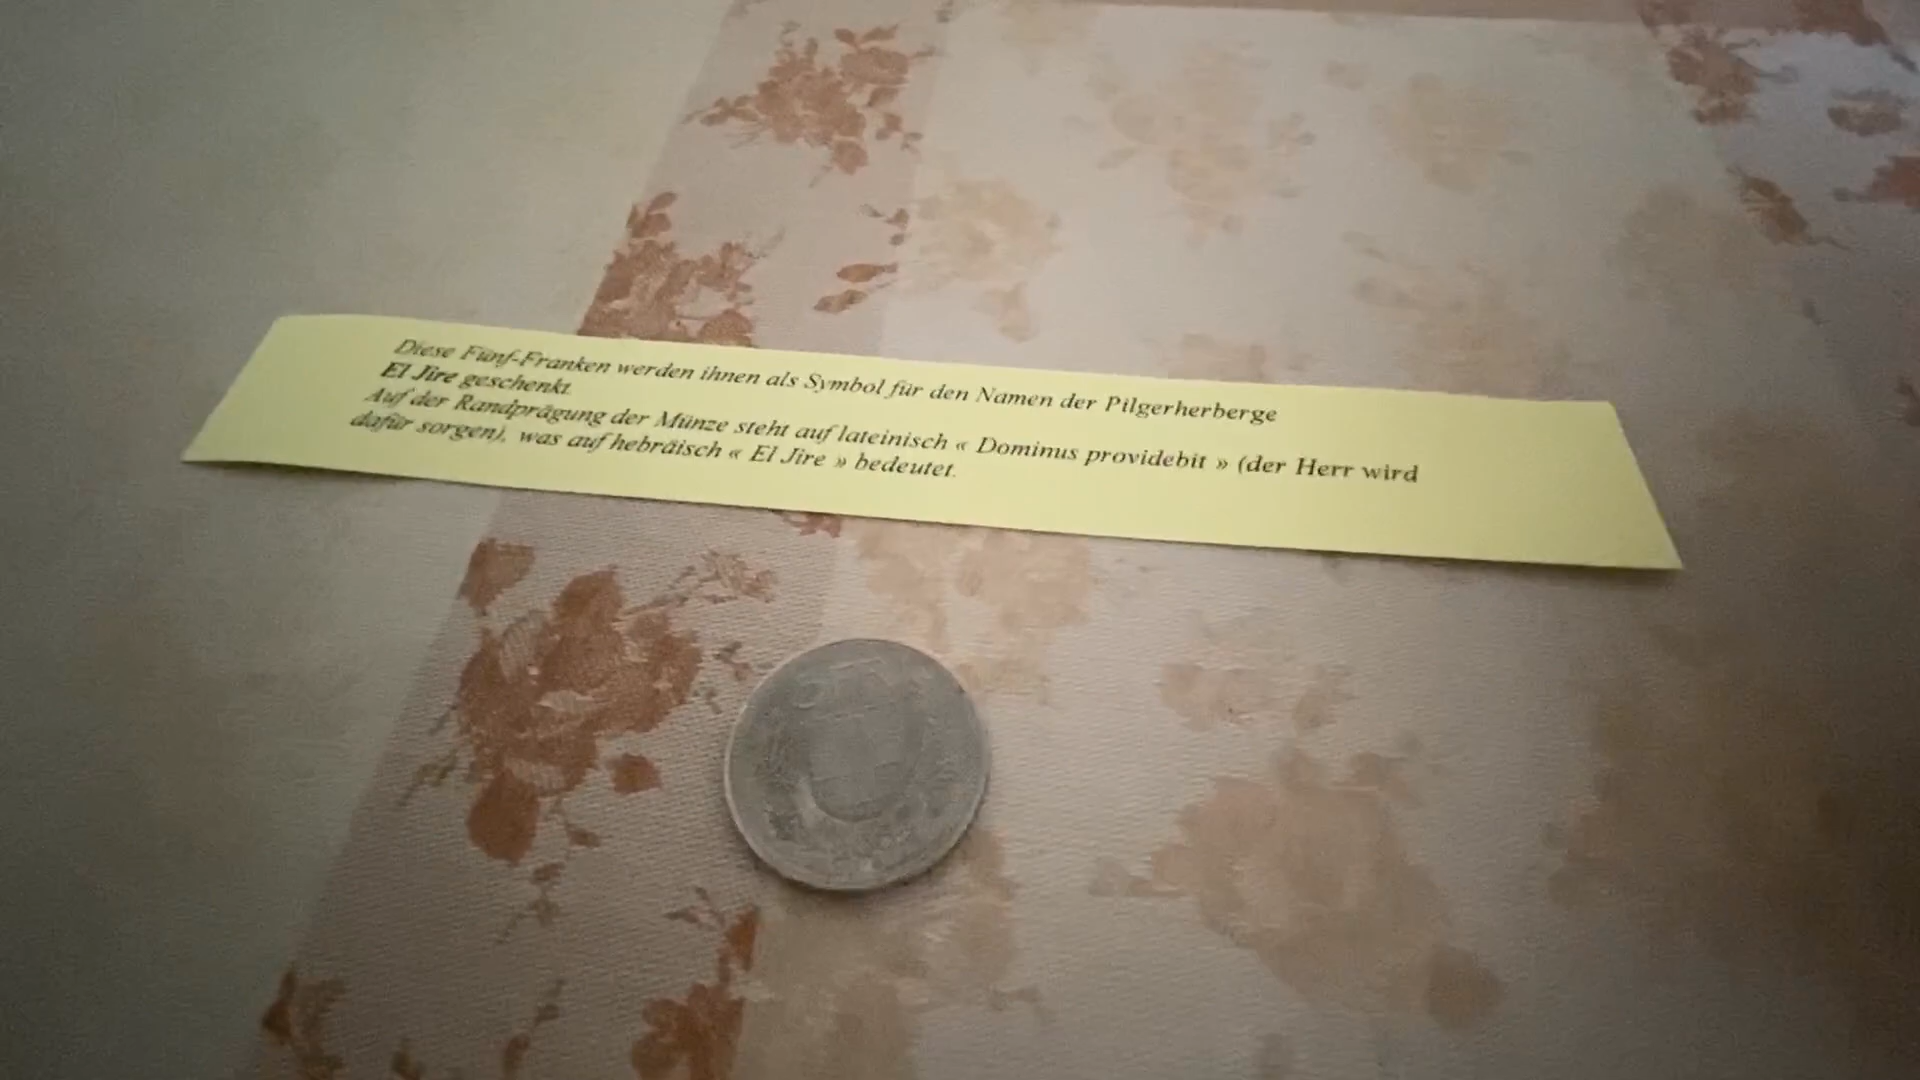 Diese Fünf-Franken werden ihnen als Symbol für den Namen der Pilgerherberge
El Jire geschenkt.
Auf der Randprägung der Münze steht auf lateinisch « Dominus providebit » (der Herr wird
dafür sorgen), was auf hebräisch « El Jire » bedeutet.